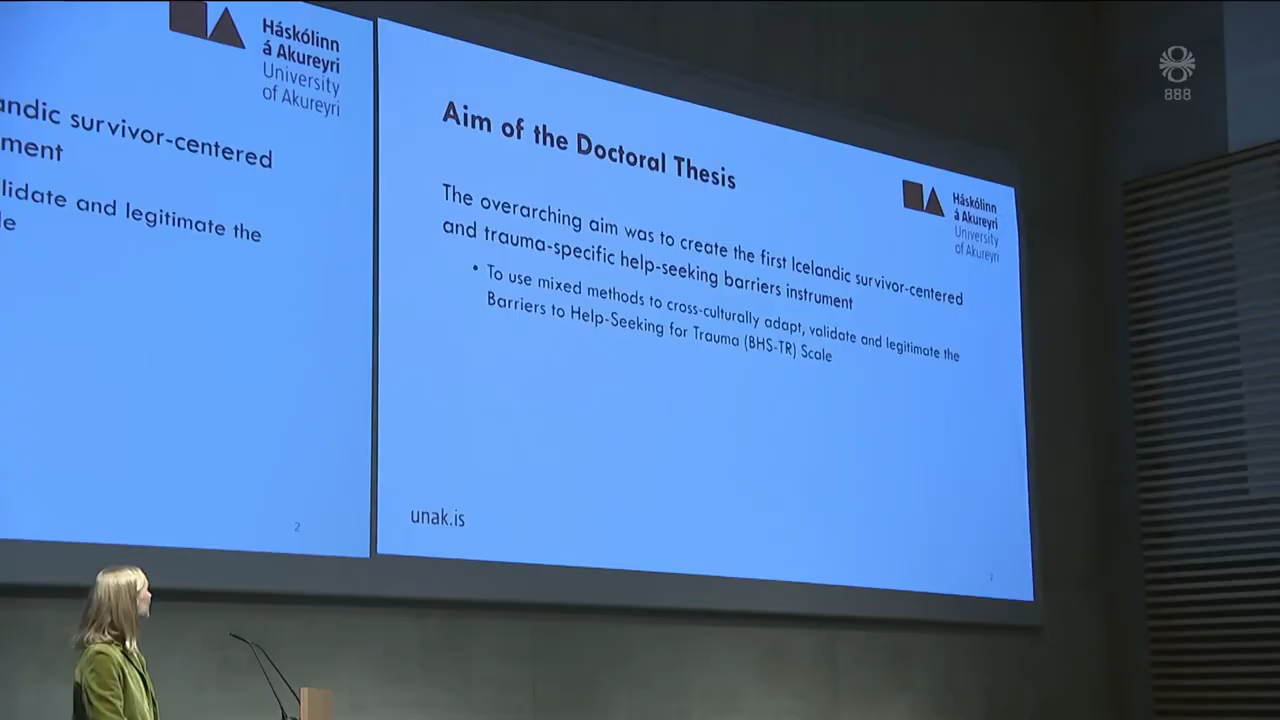 Háskólinn
á Akureyri
University
of Akureyri
andic survivor-centered
ment
lidate and legitimate the
le
2
Aim of the Doctoral Thesis
Háskólinn
á Akureyri
University
of Akureyri
The overarching aim was to create the first Icelandic survivor-centered
and trauma-specific help-seeking barriers instrument
• To use mixed methods to cross-culturally adapt, validate and legitimate the
Barriers to Help-Seeking for Trauma (BHS-TR) Scale
unak.is
2
888